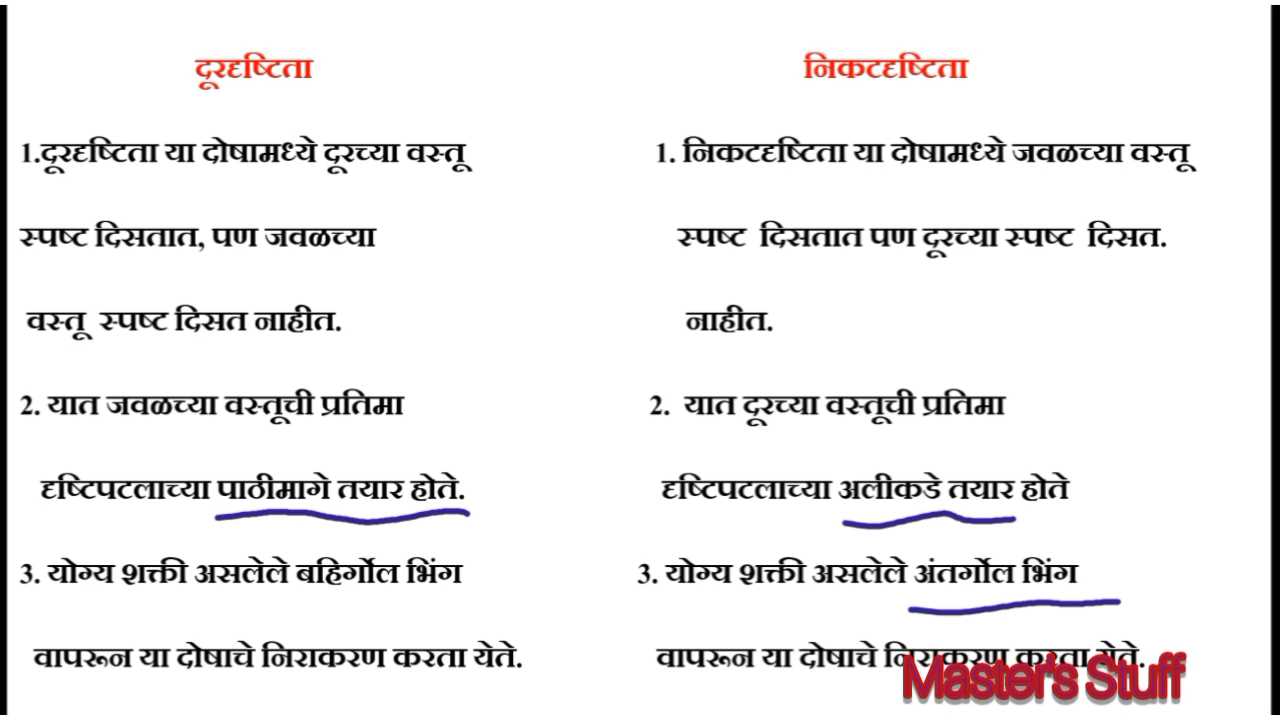 दूरदृष्टिता
1.दूरदृष्टिता या दोषामध्ये दूरच्या वस्तू
स्पष्ट दिसतात, पण जवळच्या
वस्तू स्पष्ट दिसत नाहीत.
2. यात जवळच्या वस्तूची प्रतिमा
दृष्टिपटलाच्या पाठीमागे तयार होते.
3. योग्य शक्ती असलेले बहिर्गोल भिंग
वापरून या दोषाचे निराकरण करता येते.
निकटदृष्टिता
1. निकटदृष्टिता या दोषामध्ये जवळच्या वस्तू
स्पष्ट दिसतात पण दूरच्या स्पष्ट दिसत.
नाहीत.
2. यात दूरच्या वस्तूची प्रतिमा
दृष्टिपटलाच्या अलीकडे तयार होते
3. योग्य शक्ती असलेले अंतर्गोल भिंग
वापरून या दोषाचे निराकरण करता येते.
Master's Stuff